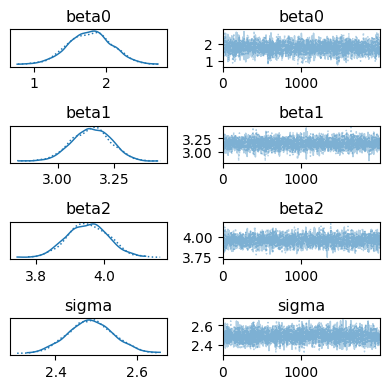 beta0 beta0
2
1
1 2 0 1000
beta1 beta1
3.25
3.00
3.00 3.25 0 1000
beta2 beta2
4.00
3.75
3.8 4.0 0 1000
sigma sigma
2.6
2.4
2.4 2.6 0 1000